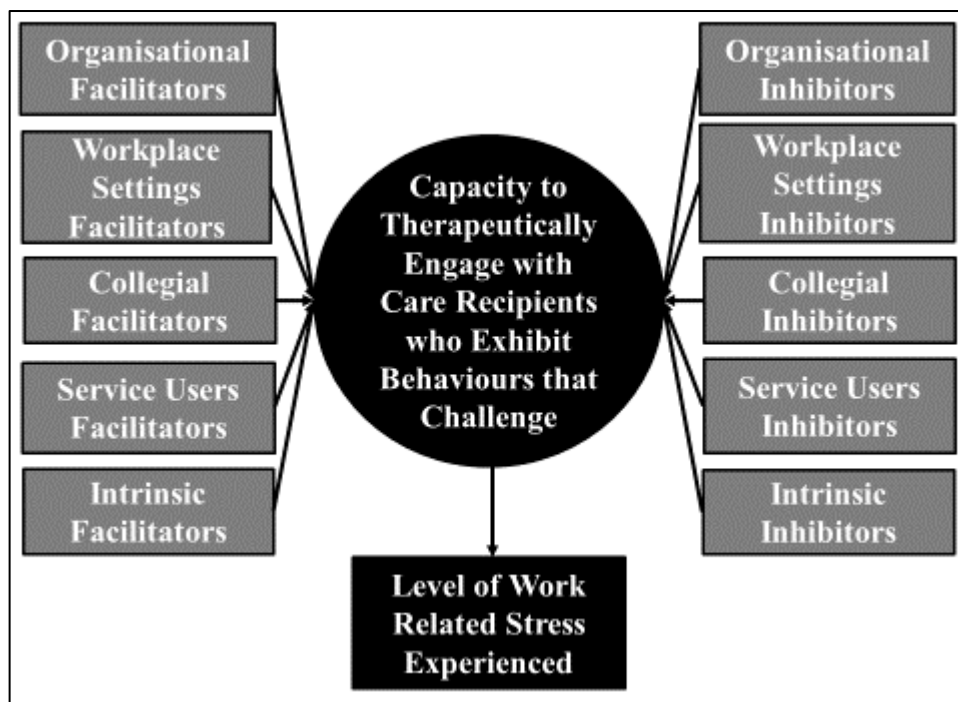 Organisational
Facilitators
Workplace
Settings
Facilitators
Collegial
Facilitators
Service Users
Facilitators
Intrinsic
Facilitators
Capacity to
Therapeutically
Engage with
Care Recipients
who Exhibit
Behaviours that
Challenge
Level of Work
Related Stress
Experienced
Organisational
Inhibitors
Workplace
Settings
Inhibitors
Collegial
Inhibitors
Service Users
Inhibitors
Intrinsic
Inhibitors